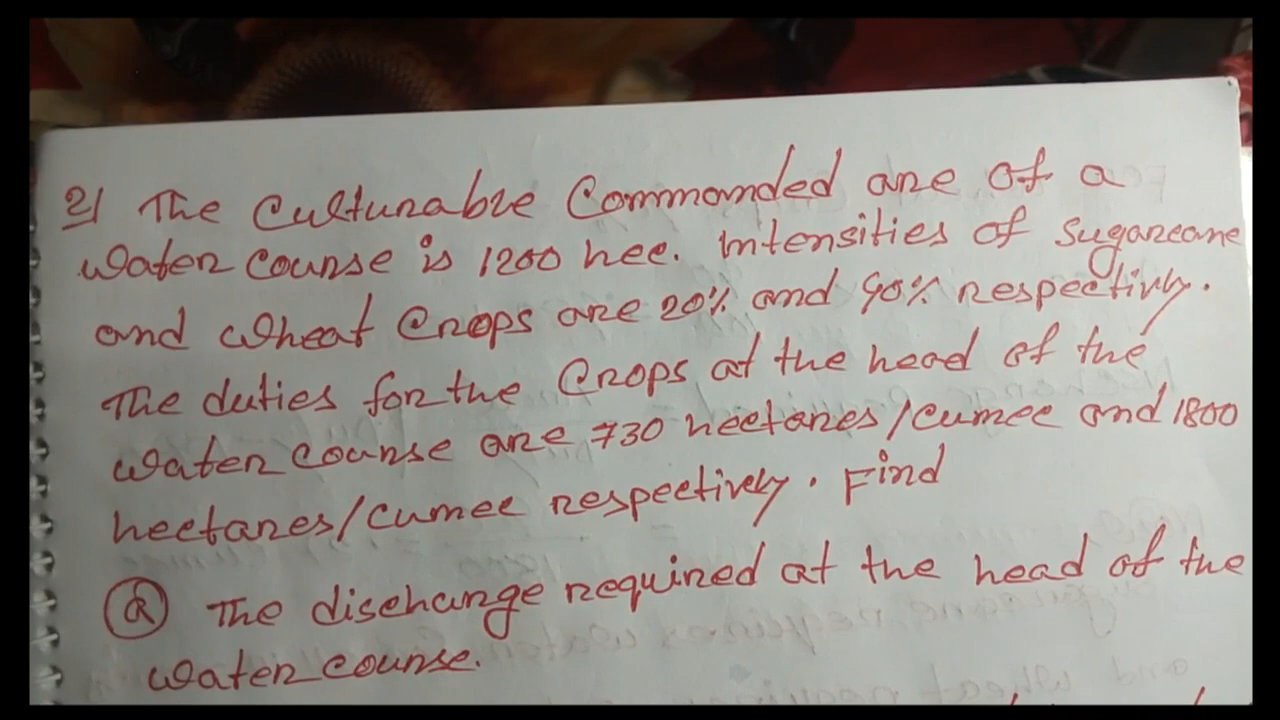 2| The Culturable Commanded are of a
water course is 1200 hec. Intensities of Sugarcane
and wheat Crops are 20% and 40% respectivly.
The duties for the Crops at the head of the
water course are 730 hectares/cumec and 1800
hectares/cumec respectively. Find
(a) The discharge required at the head of the
water course.